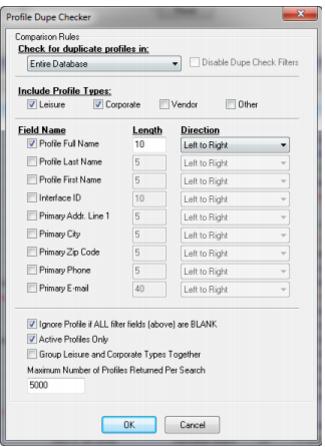 Profile Dupe Checker
Comparison Rules
Check for duplicate profiles in:
Entire Database
Disable Dupe Check Filters
Include Profile Types:
Leisure Corporate Vendor Other
Field Name Length Direction
Profile Full Name 10 Left to Right
Profile Last Name 5 Left to Right
Profile First Name 5 Left to Right
Interface ID 10 Left to Right
Primary Addr. Line 1 5 Left to Right
Primary City 5 Left to Right
Primary Zip Code 5 Left to Right
Primary Phone 5 Left to Right
Primary E-mail 40 Left to Right
Ignore Profile if ALL filter fields (above) are BLANK
Active Profiles Only
Group Leisure and Corporate Types Together
Maximum Number of Profiles Returned Per Search
5000
OK Cancel